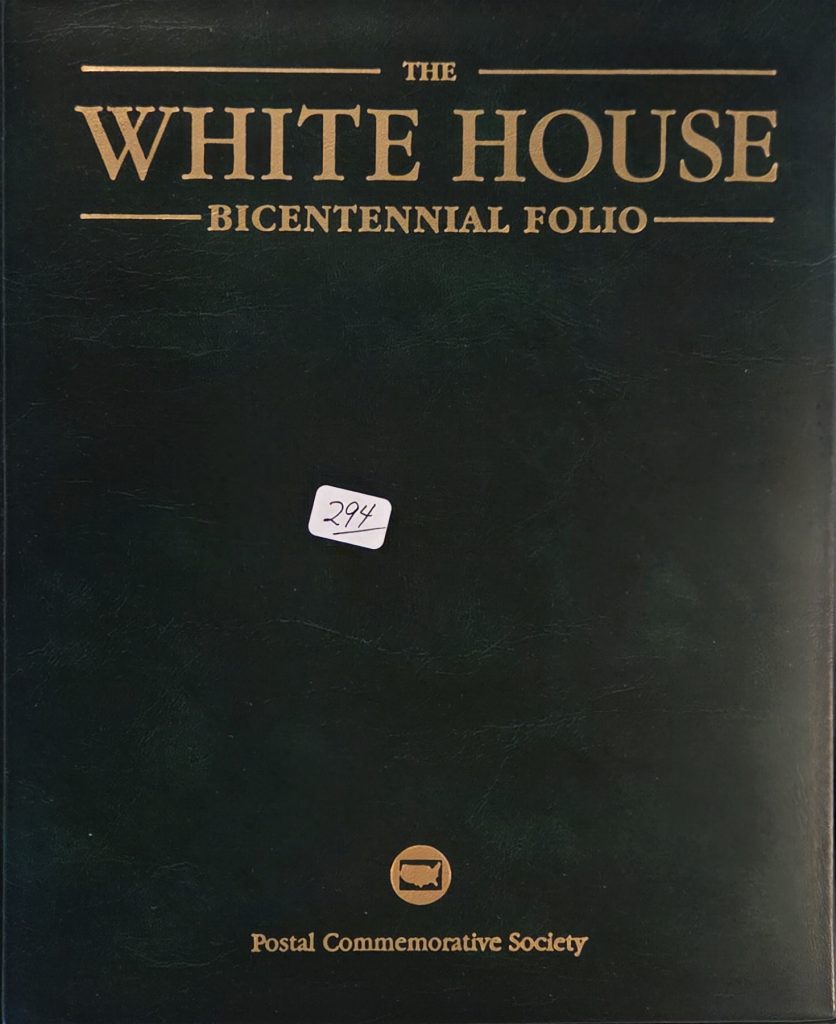 THE
WHITE HOUSE
BICENTENNIAL FOLIO
294
Postal Commemorative Society